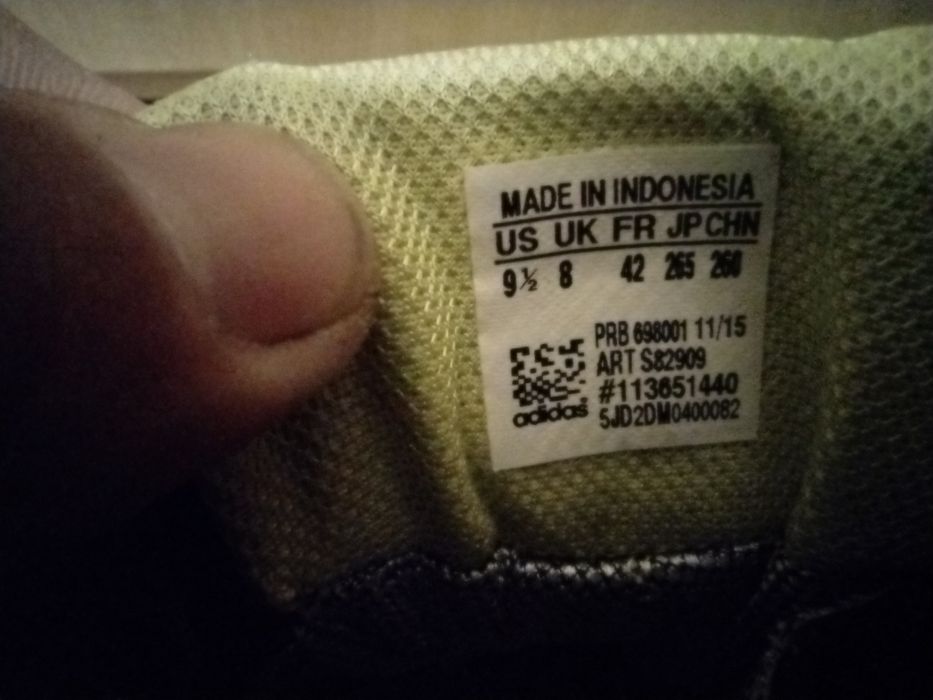 MADE IN INDONESIA
US UK FR JP CHN
9½ 8 42 265 260
PRB 698001 11/15
ART S82909
#113651440
adidas 5JD2DM0400082